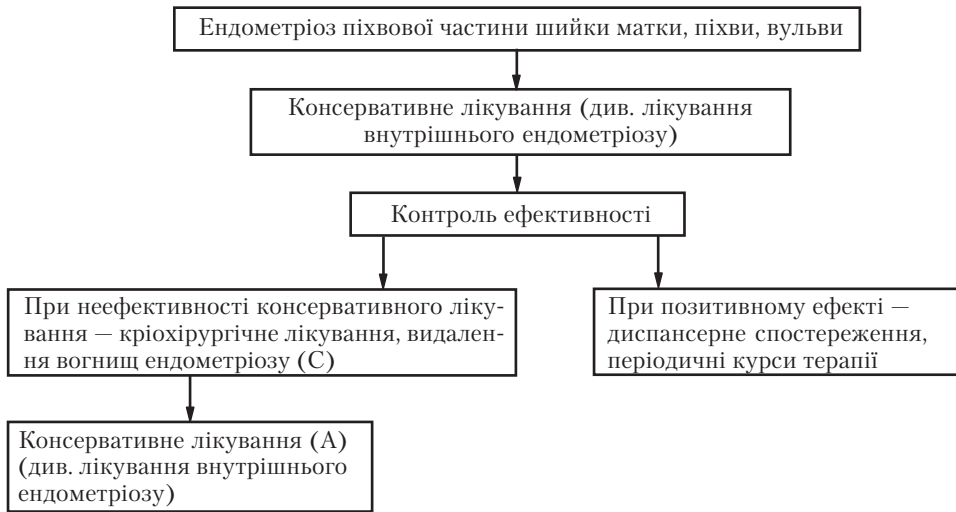 Ендометріоз піхвової частини шийки матки, піхви, вульви
Консервативне лікування (див. лікування
внутрішнього ендометріозу)
Контроль ефективності
При неефективності консервативного ліку-
вання — кріохірургічне лікування, видален-
ня вогнищ ендометріозу (С)
При позитивному ефекті —
диспансерне спостереження,
періодичні курси терапії
Консервативне лікування (А)
(див. лікування внутрішнього
ендометріозу)